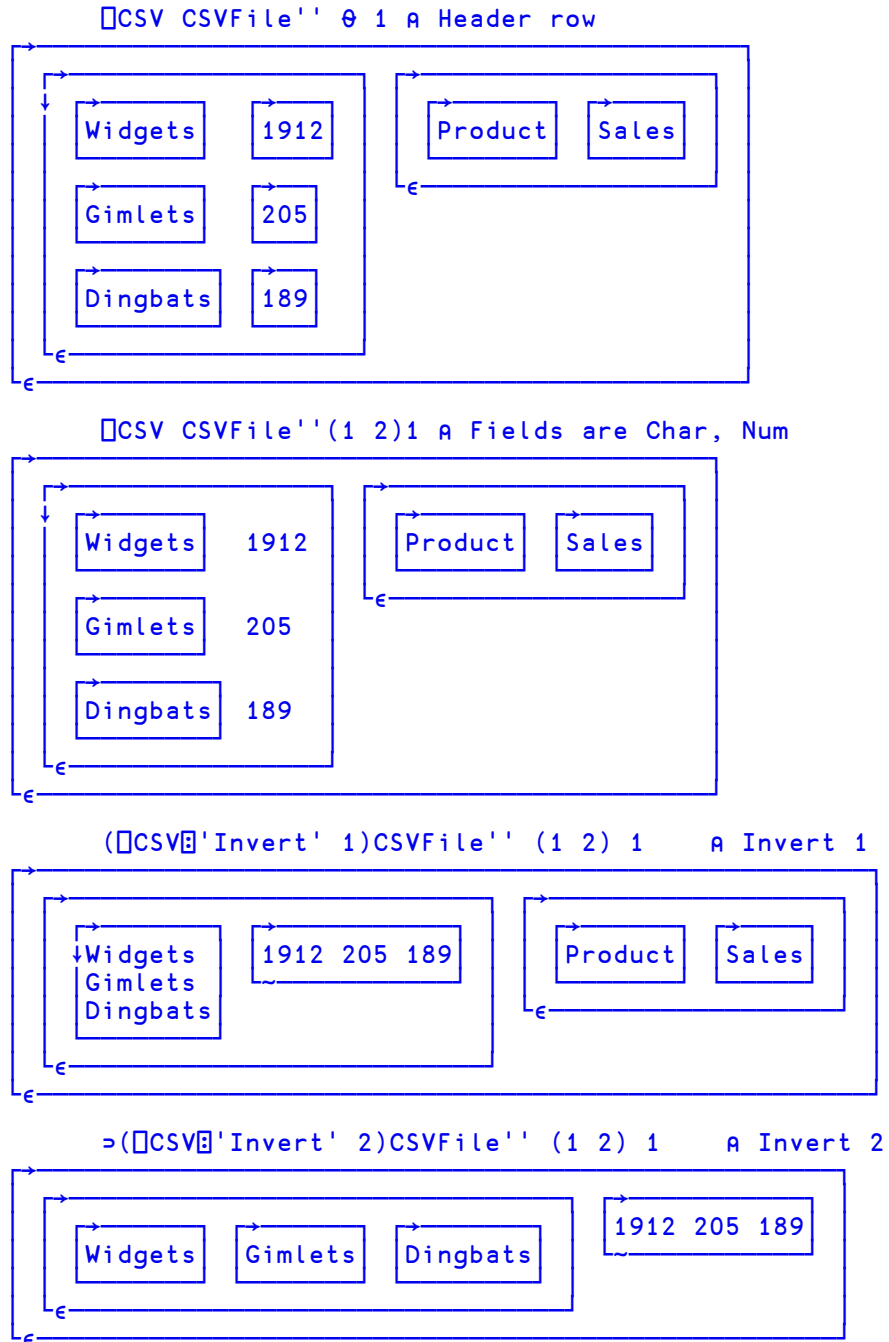 ⎕CSV CSVFile'' ⍬ 1 ⍝ Header row
Widgets 1912 Product Sales
Gimlets 205
Dingbats 189
⎕CSV CSVFile''(1 2)1 ⍝ Fields are Char, Num
Widgets 1912 Product Sales
Gimlets 205
Dingbats 189
(⎕CSV⍠'Invert' 1)CSVFile'' (1 2) 1 ⍝ Invert 1
Widgets 1912 205 189 Product Sales
Gimlets
Dingbats
⊃(⎕CSV⍠'Invert' 2)CSVFile'' (1 2) 1 ⍝ Invert 2
1912 205 189
Widgets Gimlets Dingbats